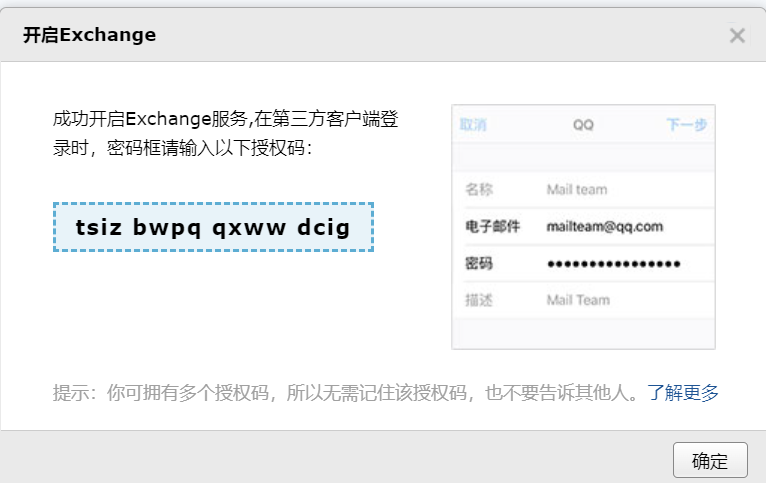 开启Exchange
成功开启Exchange服务,在第三方客户端登
录时，密码框请输入以下授权码：
tsiz bwpq qxww dcig
取消 QQ 下一步
名称 Mail team
电子邮件 mailteam@qq.com
密码 ●●●●●●●●●●●●●●●●
描述 Mail Team
提示：你可拥有多个授权码，所以无需记住该授权码，也不要告诉其他人。了解更多
确定